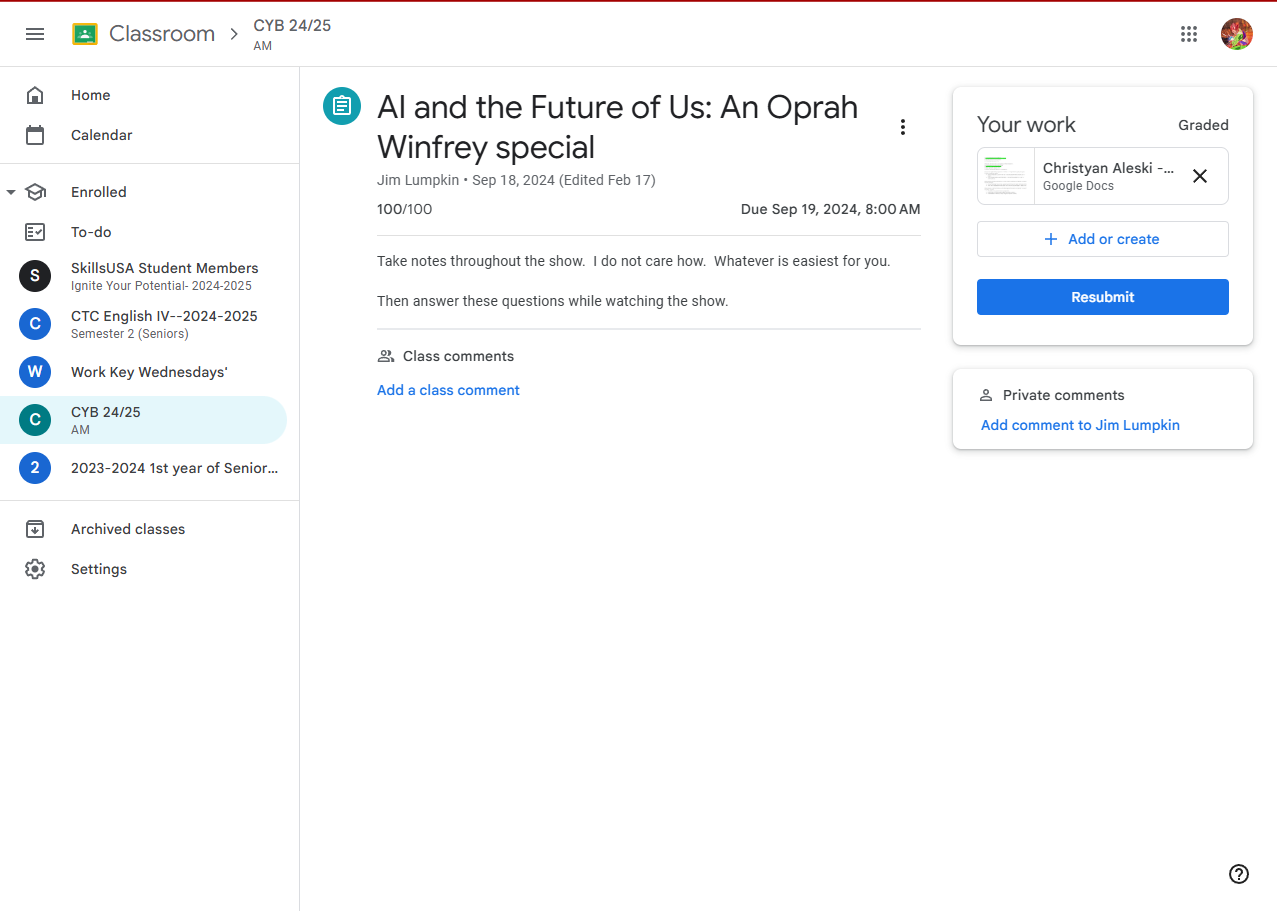 Classroom
CYB 24/25
AM
Home
Calendar
Enrolled
To-do
S
SkillsUSA Student Members
Ignite Your Potential- 2024-2025
C
CTC English IV--2024-2025
Semester 2 (Seniors)
W
Work Key Wednesdays'
C
CYB 24/25
AM
2
2023-2024 1st year of Senior...
Archived classes
Settings
AI and the Future of Us: An Oprah
Winfrey special
Jim Lumpkin • Sep 18, 2024 (Edited Feb 17)
100/100
Due Sep 19, 2024, 8:00 AM
Take notes throughout the show.  I do not care how.  Whatever is easiest for you.
Then answer these questions while watching the show.
Class comments
Add a class comment
Your work
Graded
Christyan Aleski -...
Google Docs
Add or create
Resubmit
Private comments
Add comment to Jim Lumpkin